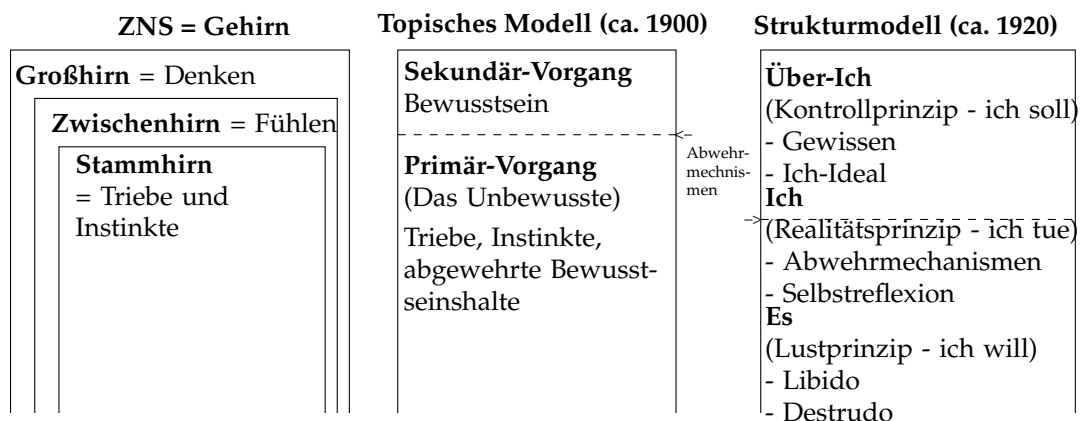 ZNS = Gehirn
Großhirn = Denken
Zwischenhirn = Fühlen
Stammhirn
= Triebe und
Instinkte
Topisches Modell (ca. 1900)
Sekundär-Vorgang
Bewusstsein
Primär-Vorgang
(Das Unbewusste)
Triebe, Instinkte,
abgewehrte Bewusst-
seinshalte
Abwehr-
mechnis-
men
Strukturmodell (ca. 1920)
Über-Ich
(Kontrollprinzip - ich soll)
- Gewissen
- Ich-Ideal
Ich
(Realitätsprinzip - ich tue)
- Abwehrmechanismen
- Selbstreflexion
Es
(Lustprinzip - ich will)
- Libido
- Destrudo